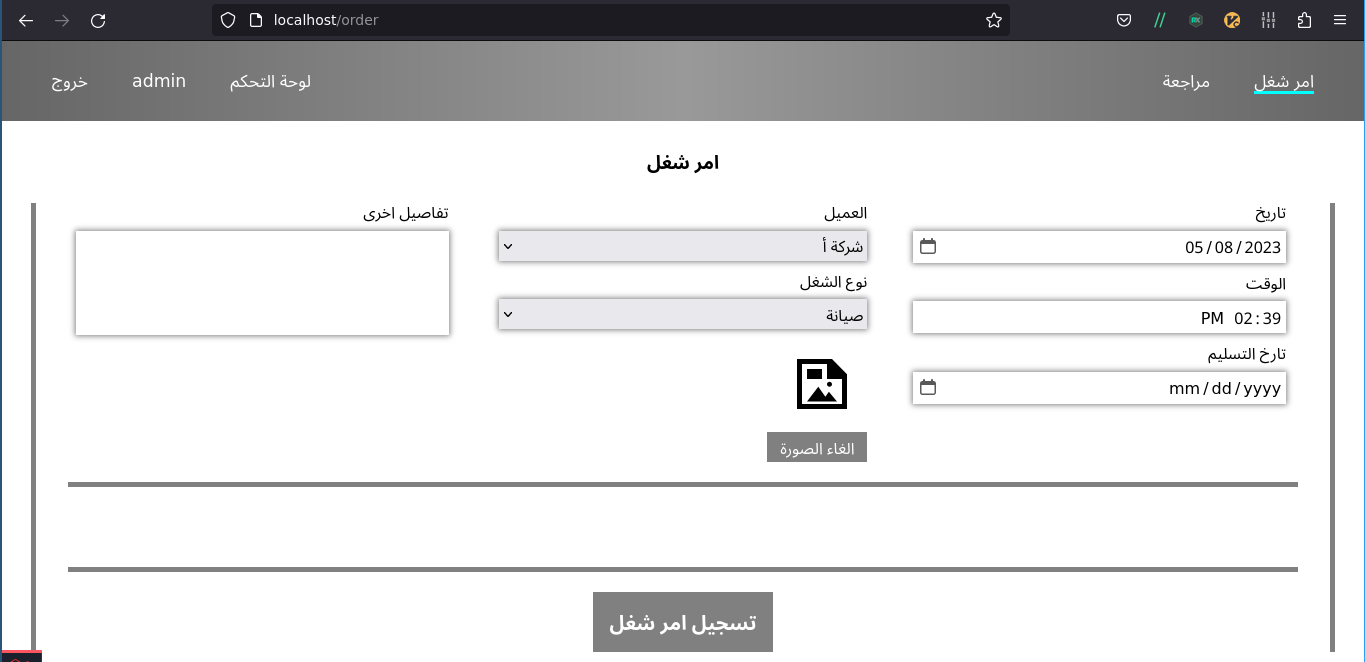 localhost/order
امر شغل
مراجعة
لوحة التحكم
admin
خروج
امر شغل
تاريخ
05/08/2023
الوقت
02:39 PM
تارخ التسليم
mm/dd/yyyy
العميل
شركة أ
نوع الشغل
صيانة
الغاء الصورة
تفاصيل اخرى
تسجيل امر شغل